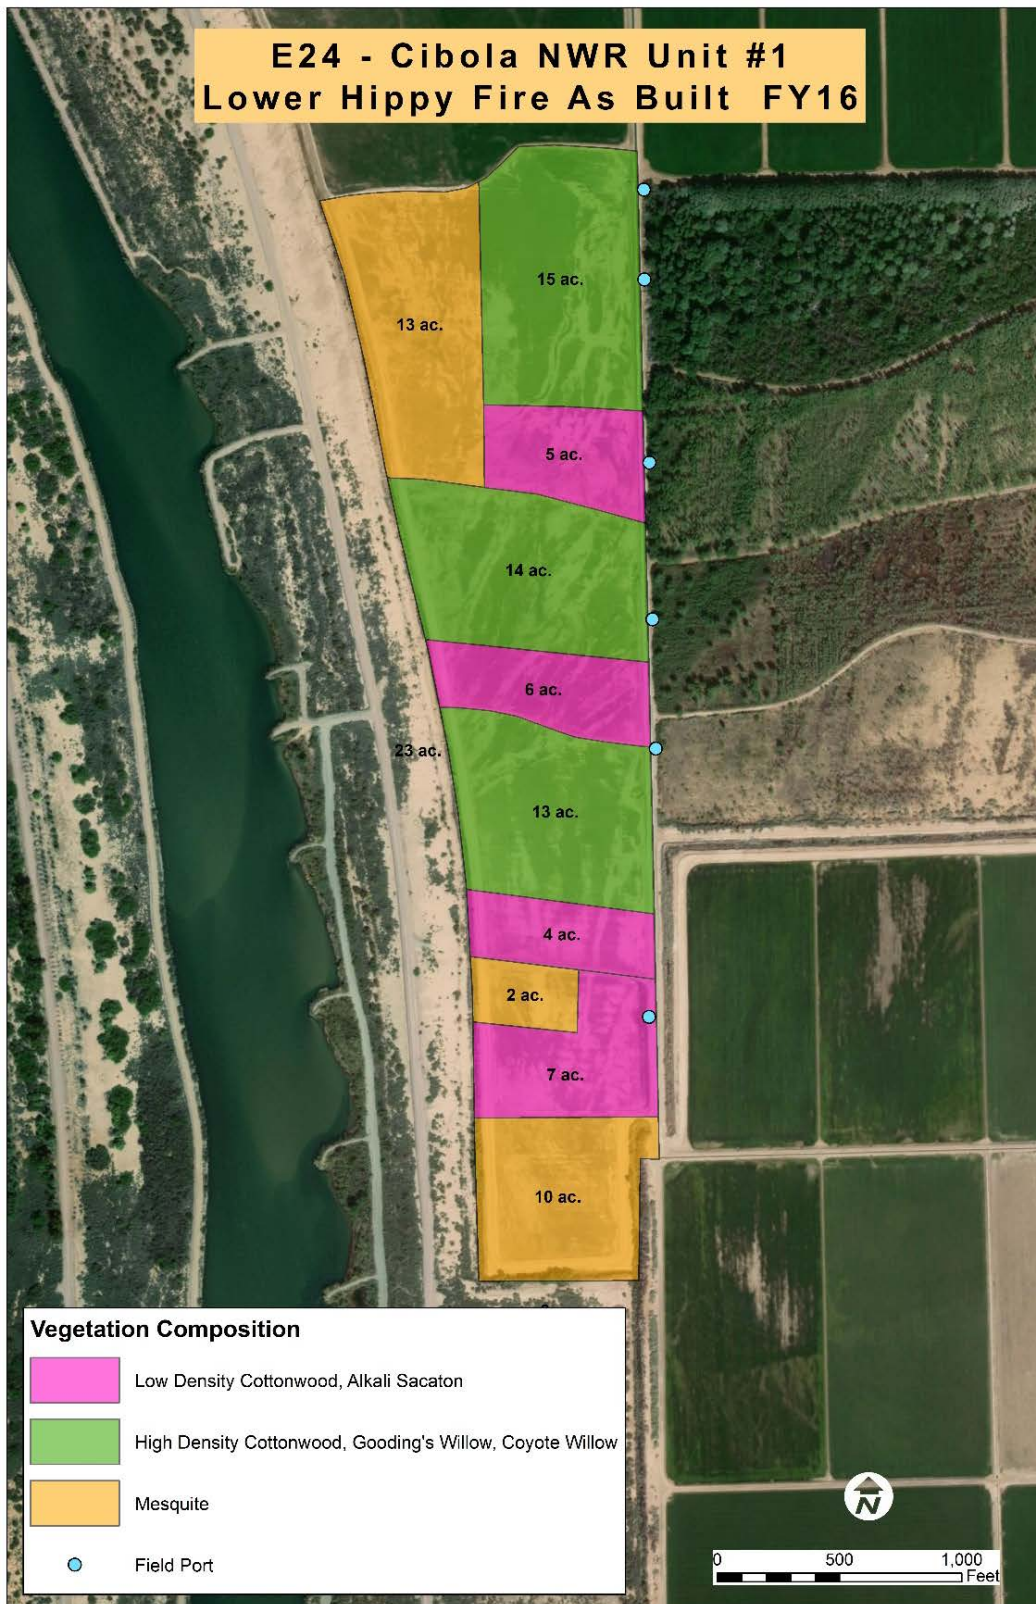 E24 - Cibola NWR Unit #1
Lower Hippy Fire As Built FY16
15 ac.
13 ac.
5 ac.
14 ac.
6 ac.
23 ac.
13 ac.
4 ac.
2 ac.
7 ac.
10 ac.
Vegetation Composition
Low Density Cottonwood, Alkali Sacaton
High Density Cottonwood, Gooding's Willow, Coyote Willow
Mesquite
Field Port
N
0 500 1,000
Feet